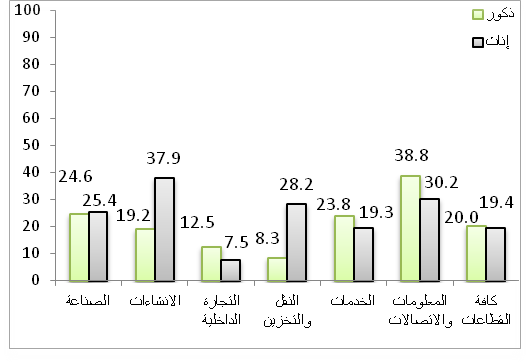 ذكور
إناث
100
90
80
70
60
50
40
30
20
10
0
24.6
25.4
19.2
37.9
12.5
7.5
8.3
28.2
23.8
19.3
38.8
30.2
20.0
19.4
الصناعة
الانشاءات
التجارة
الداخلية
النقل
والتخزين
الخدمات
المعلومات
والاتصالات
كافة
القطاعات